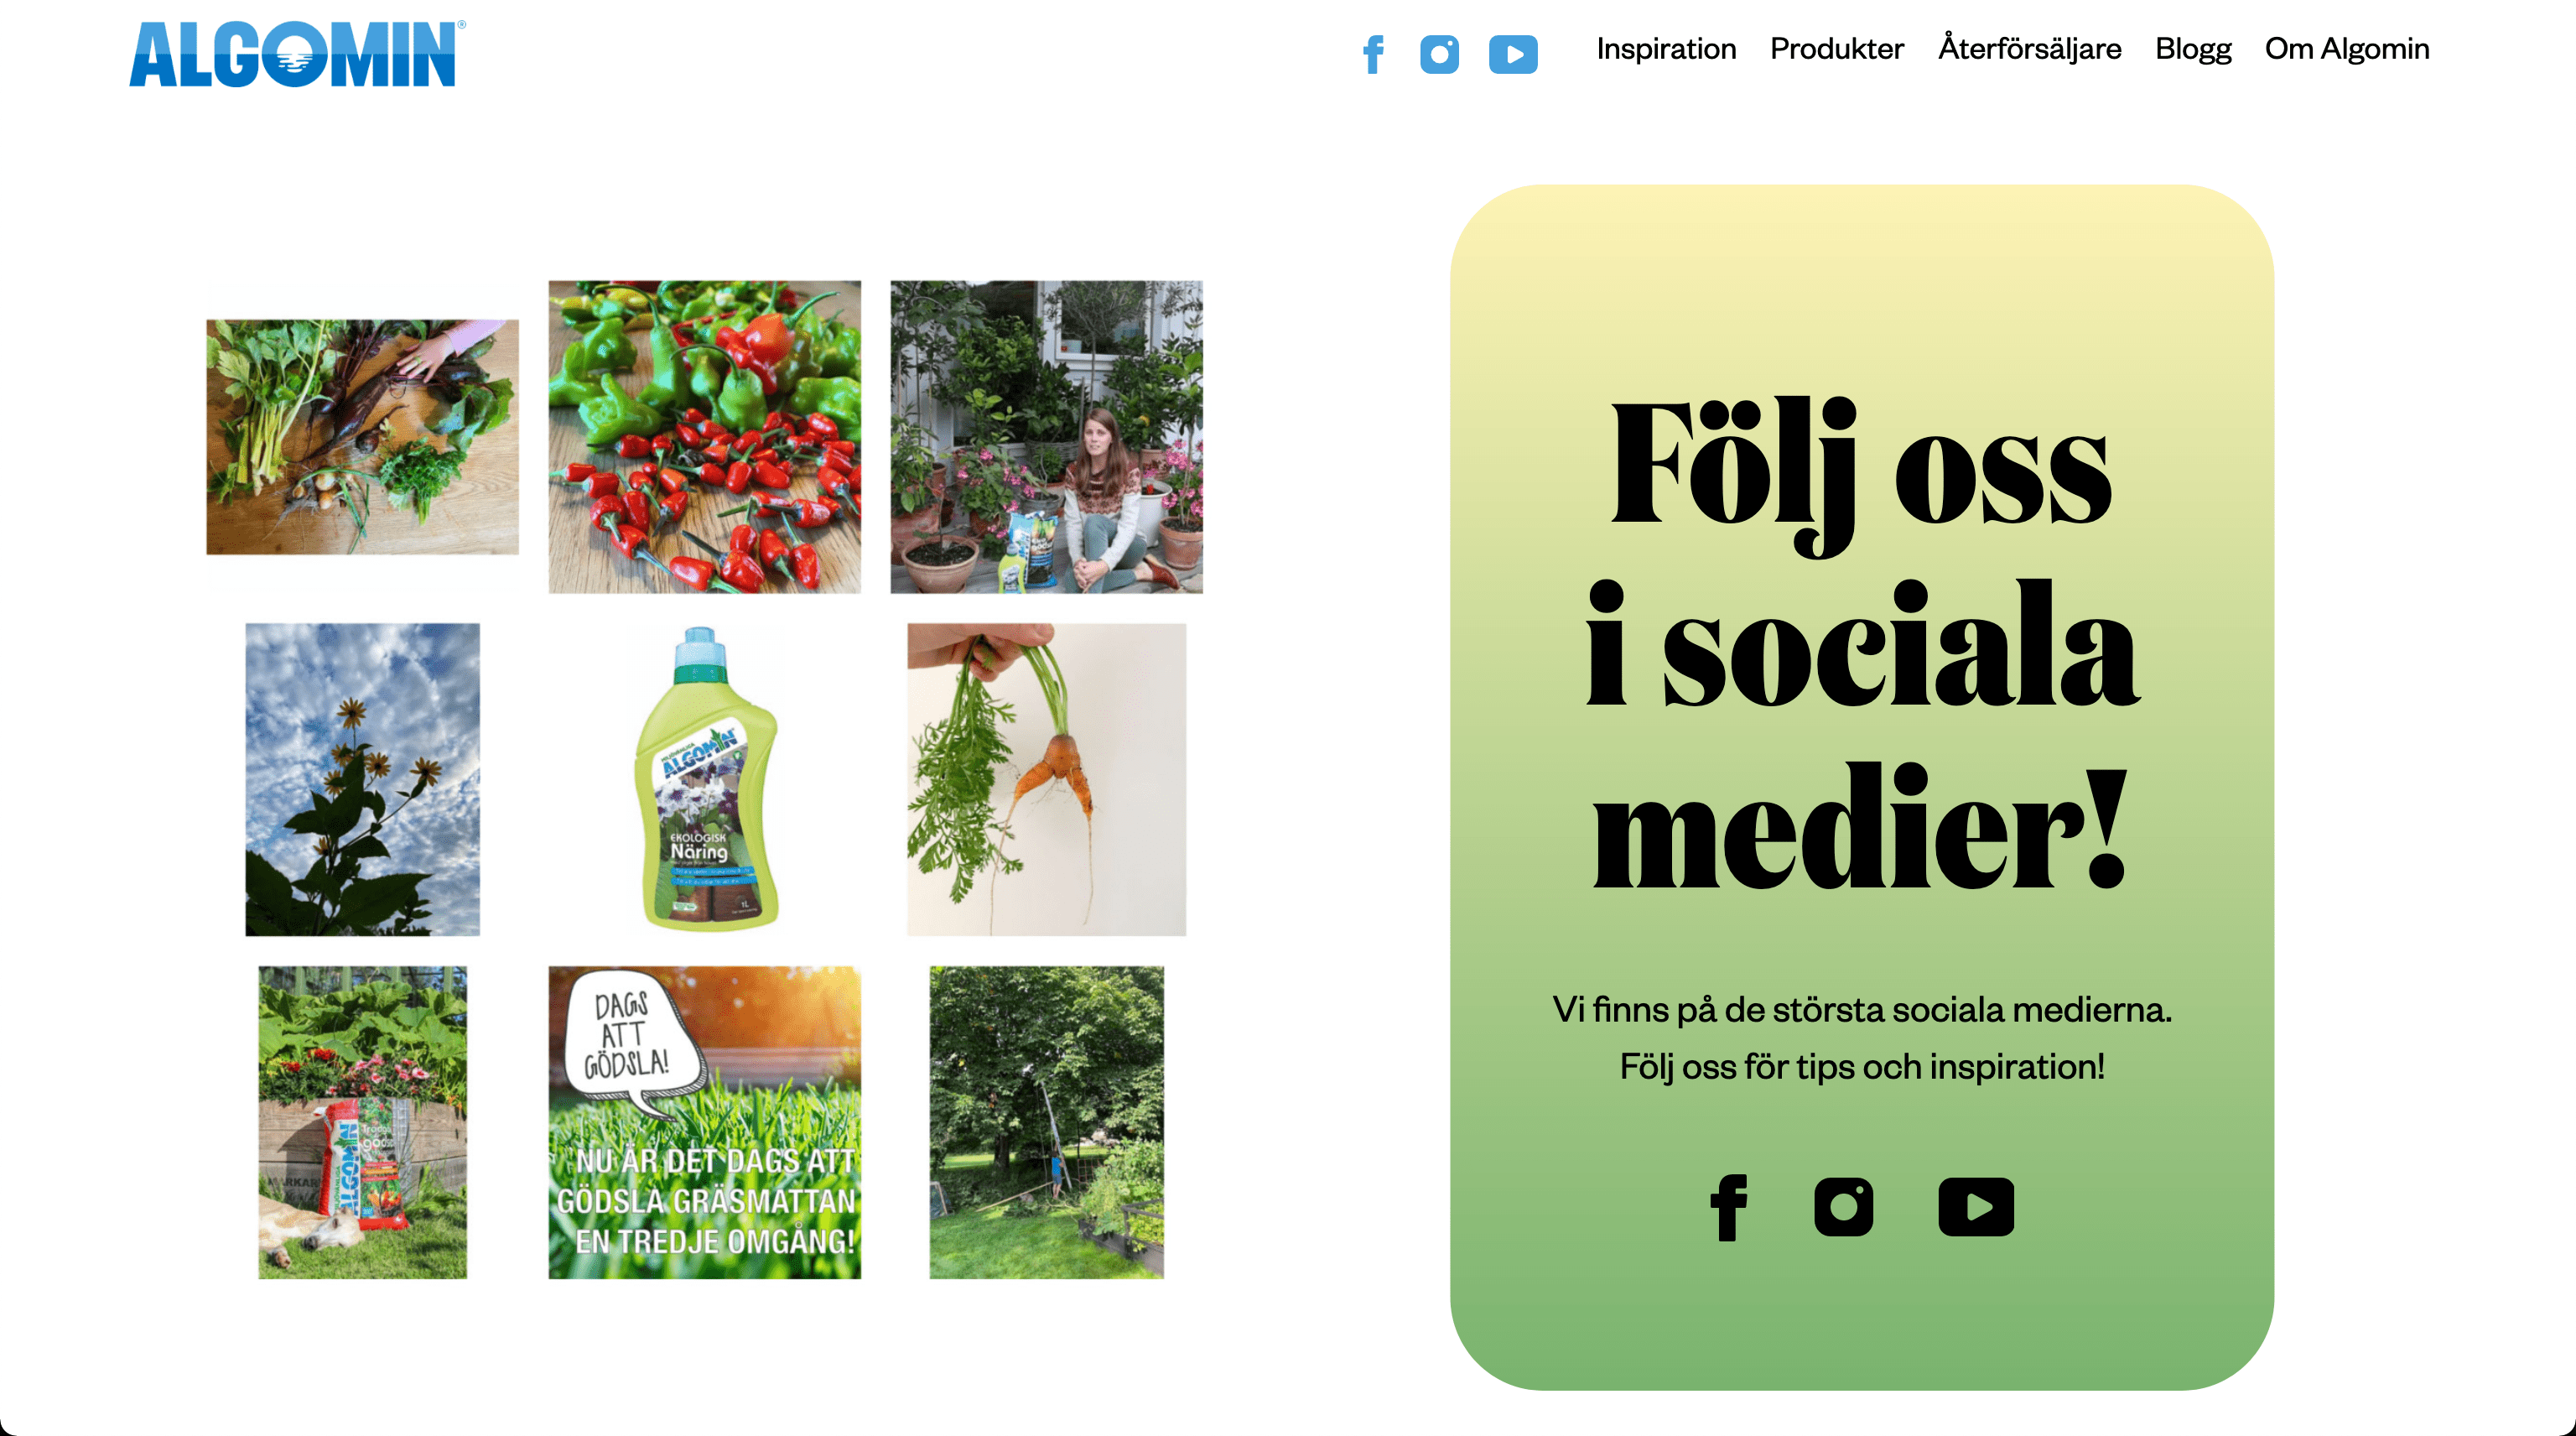 ALGOMIN®
Inspiration Produkter Återförsäljare Blogg Om Algomin
ALGOMIN
EKOLOGISK
Näring
1L
ALGOMIN
DAGS
ATT
GÖDSLA!
NU ÄR DET DAGS ATT
GÖDSLA GRÄSMATTAN
EN TREDJE OMGÅNG!
Följ oss
i sociala
medier!
Vi finns på de största sociala medierna.
Följ oss för tips och inspiration!